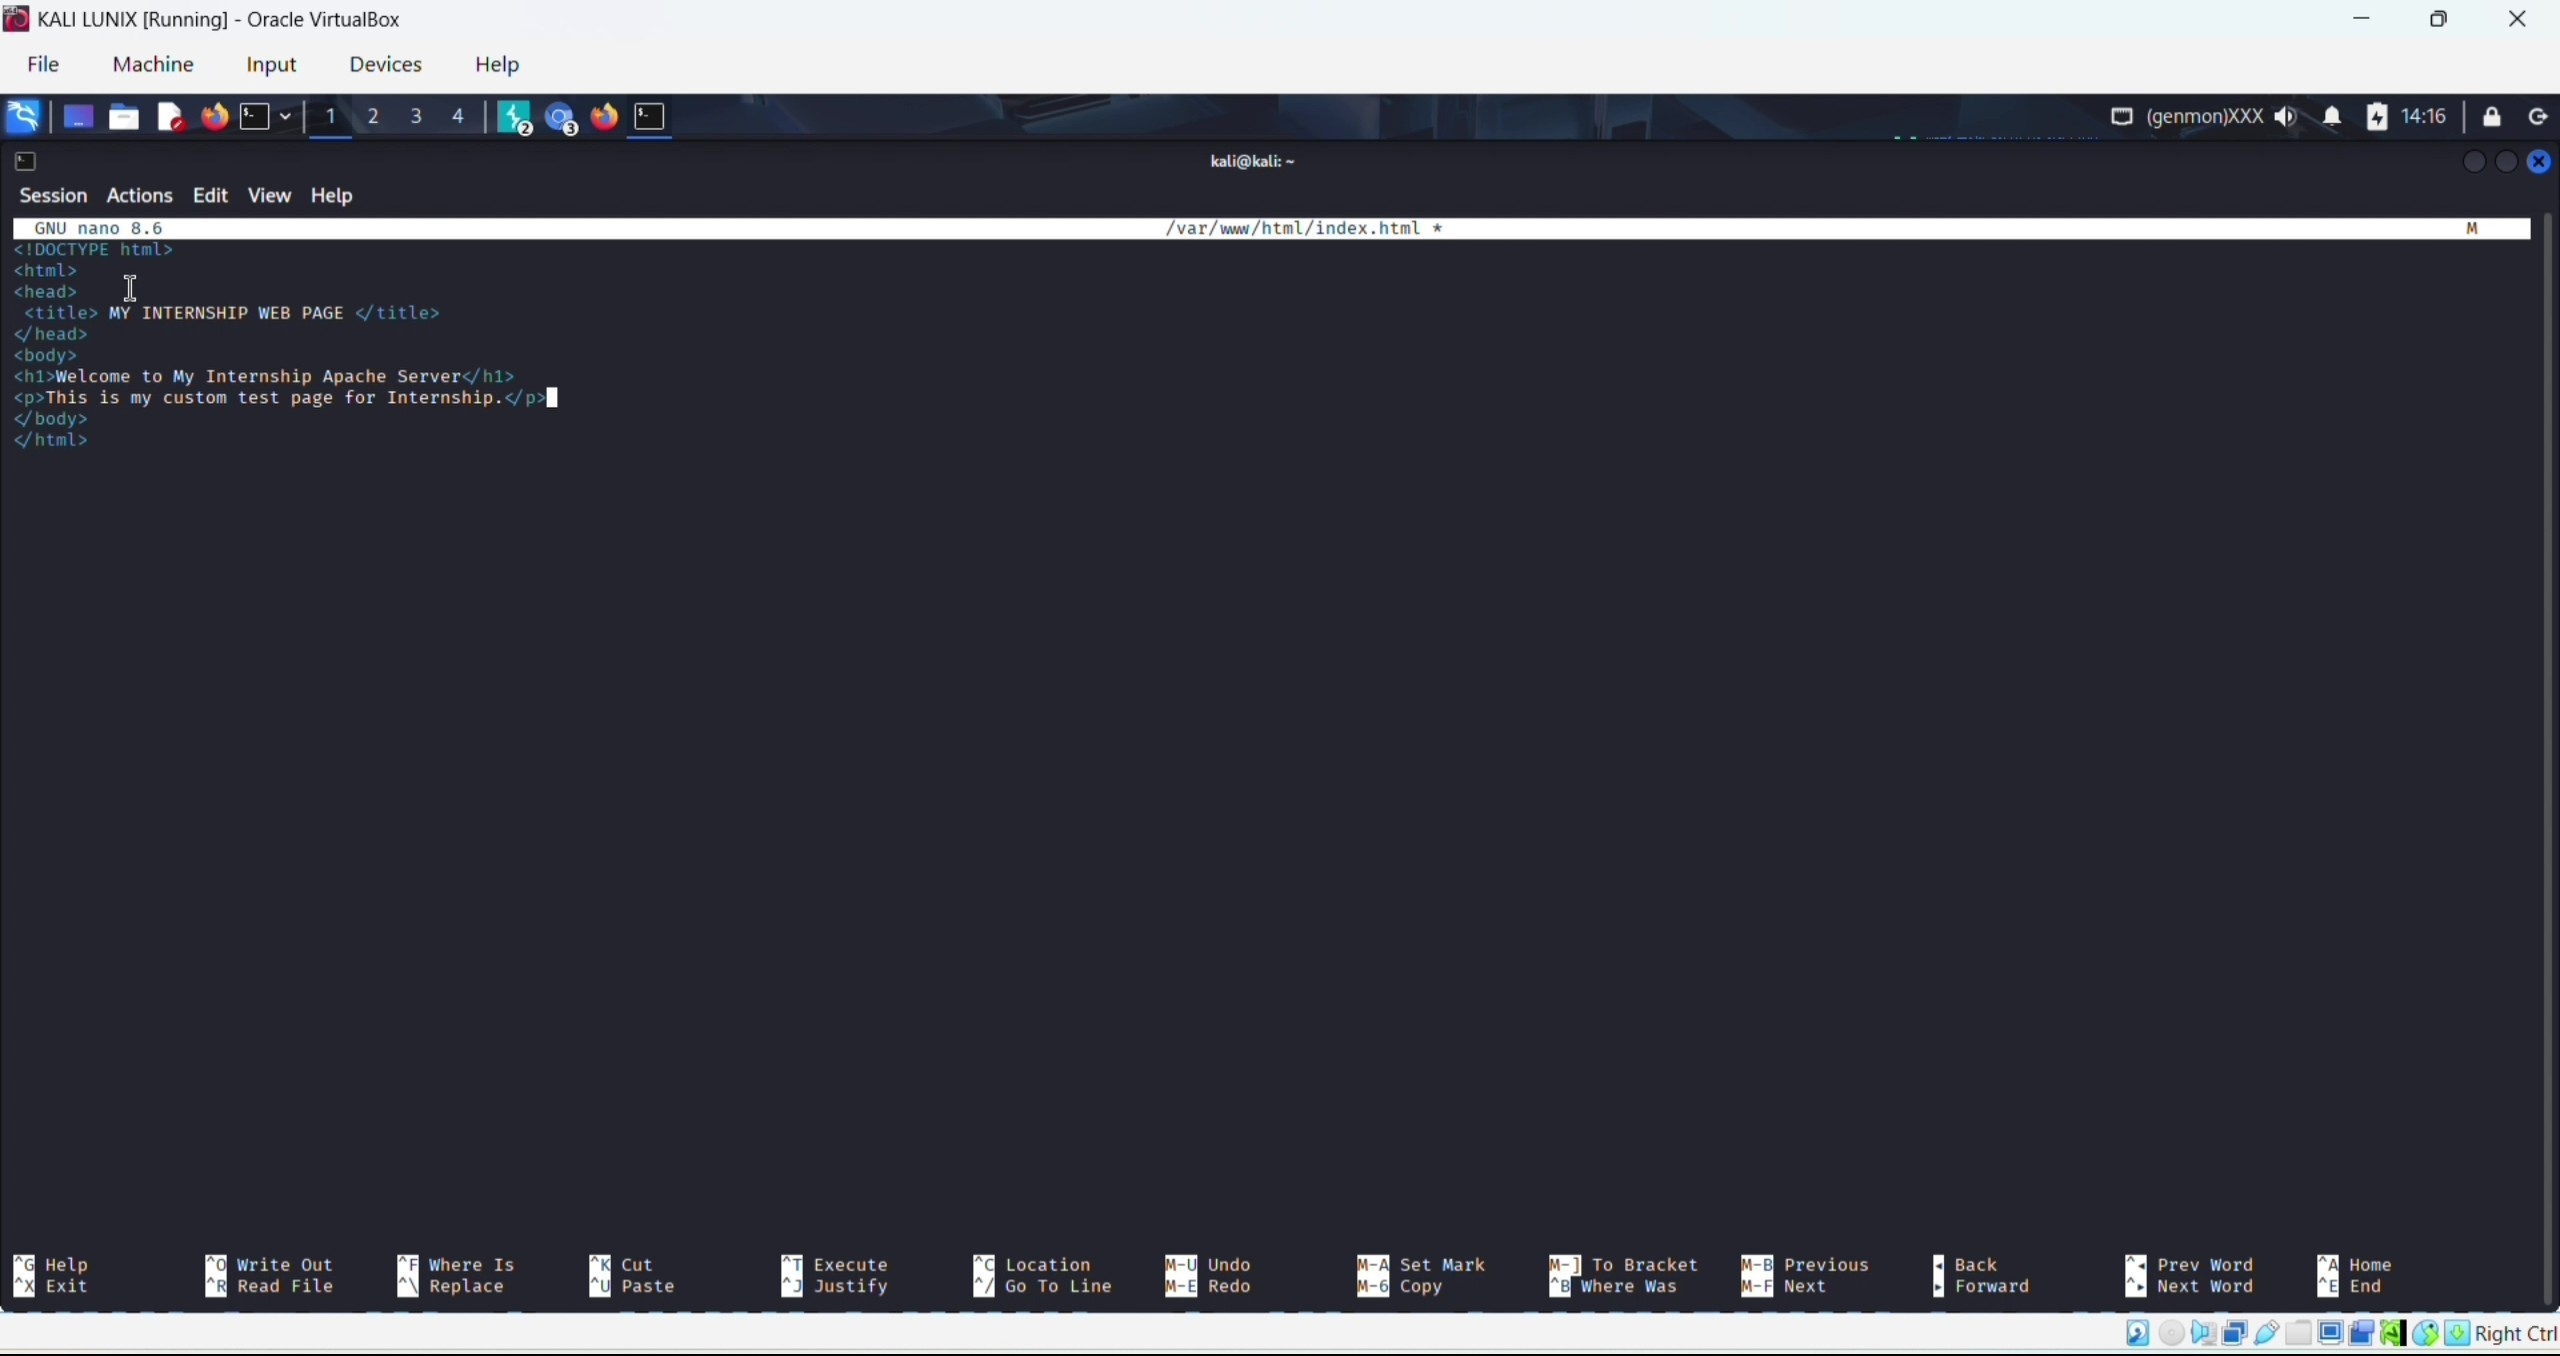 KALI LUNIX [Running] - Oracle VirtualBox
File Machine Input Devices Help
1 2 3 4 2 3 (genmon)XXX 14:16
kali@kali: ~
Session Actions Edit View Help
GNU nano 8.6 /var/www/html/index.html * M
<!DOCTYPE html>
<html>
<head>
<title> MY INTERNSHIP WEB PAGE </title>
</head>
<body>
<h1>Welcome to My Internship Apache Server</h1>
<p>This is my custom test page for Internship.</p>
</body>
</html>
^G Help ^O Write Out ^F Where Is ^K Cut ^T Execute ^C Location M-U Undo M-A Set Mark M-] To Bracket M-B Previous ◂ Back ^◂ Prev Word ^A Home
^X Exit ^R Read File ^\ Replace ^U Paste ^J Justify ^/ Go To Line M-E Redo M-6 Copy ^B Where Was M-F Next ▸ Forward ^▸ Next Word ^E End
Right Ctrl